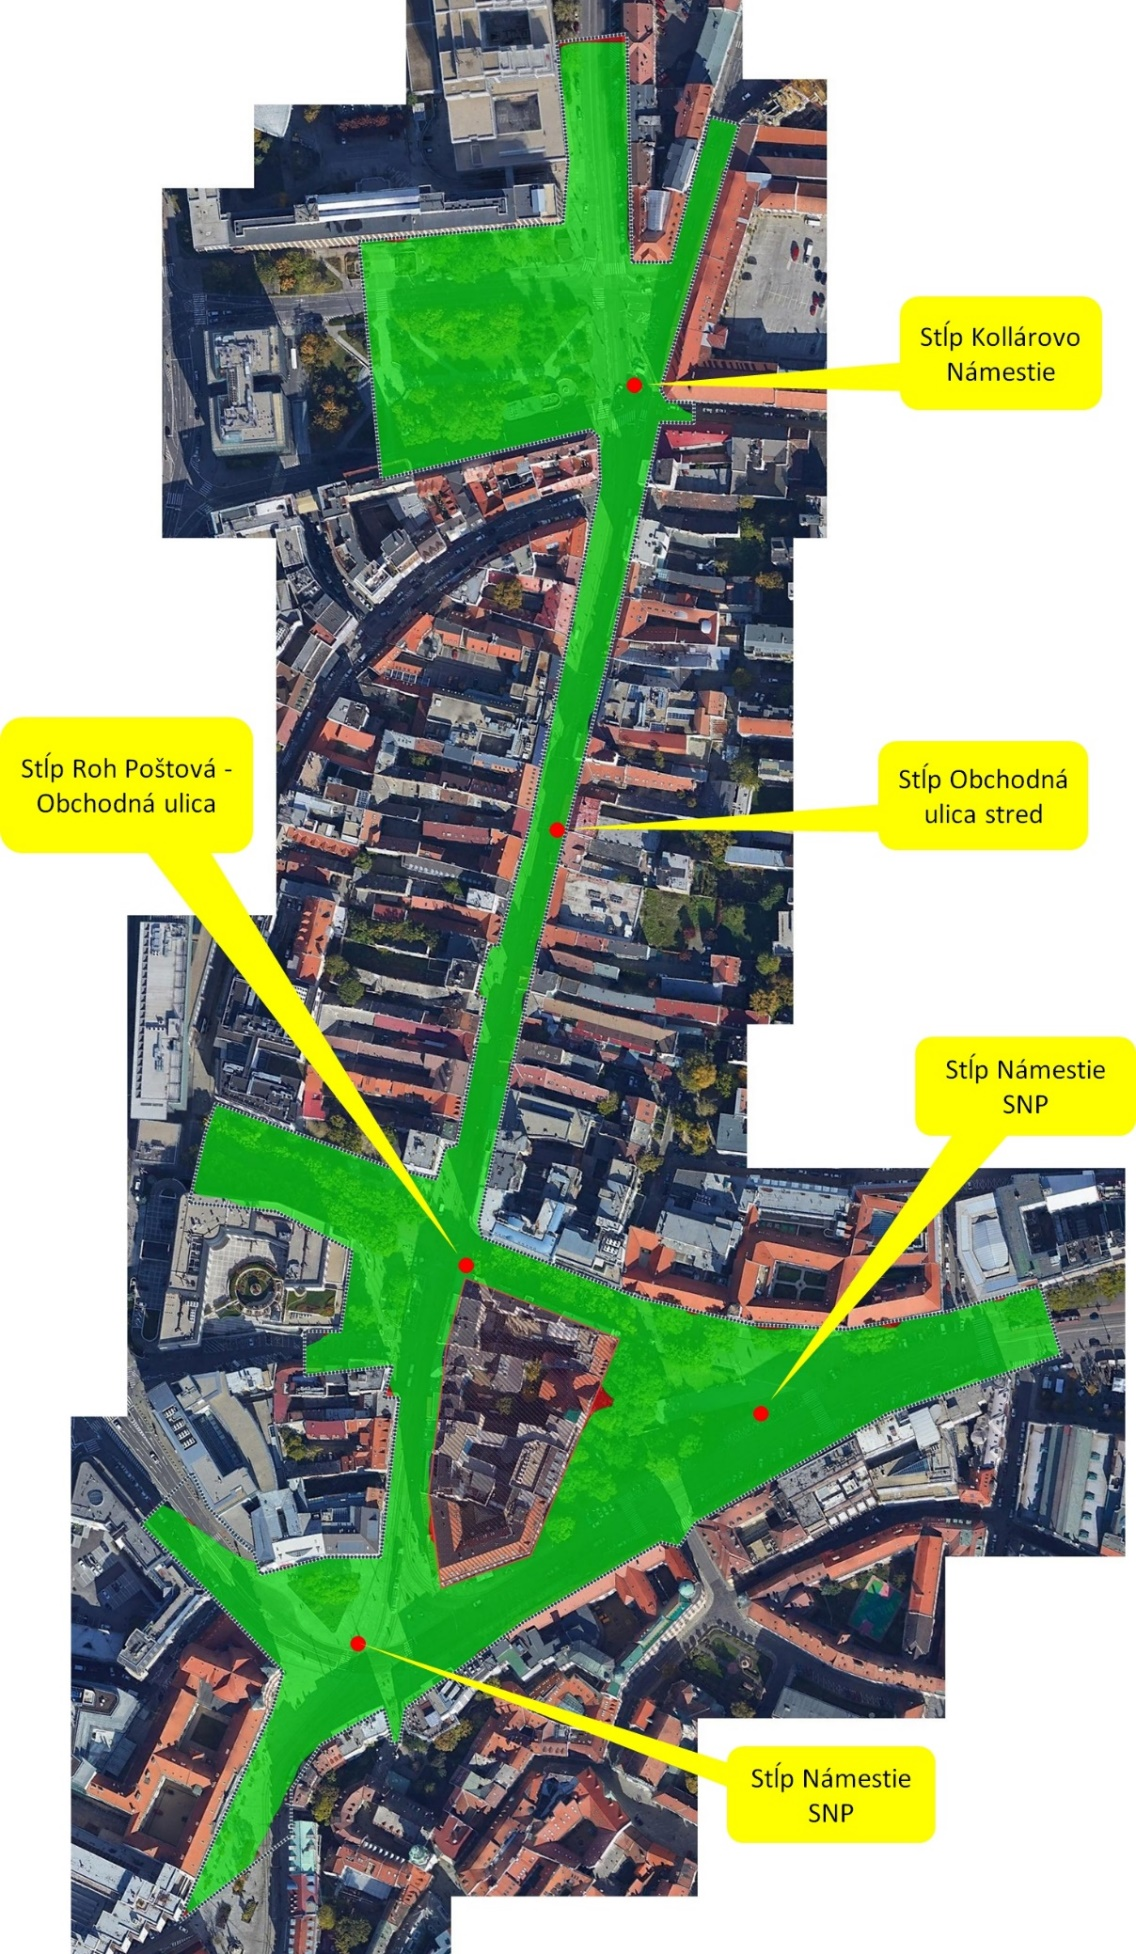 Stĺp Kollárovo
Námestie
Stĺp Roh Poštová -
Obchodná ulica
Stĺp Obchodná
ulica stred
Stĺp Námestie
SNP
Stĺp Námestie
SNP